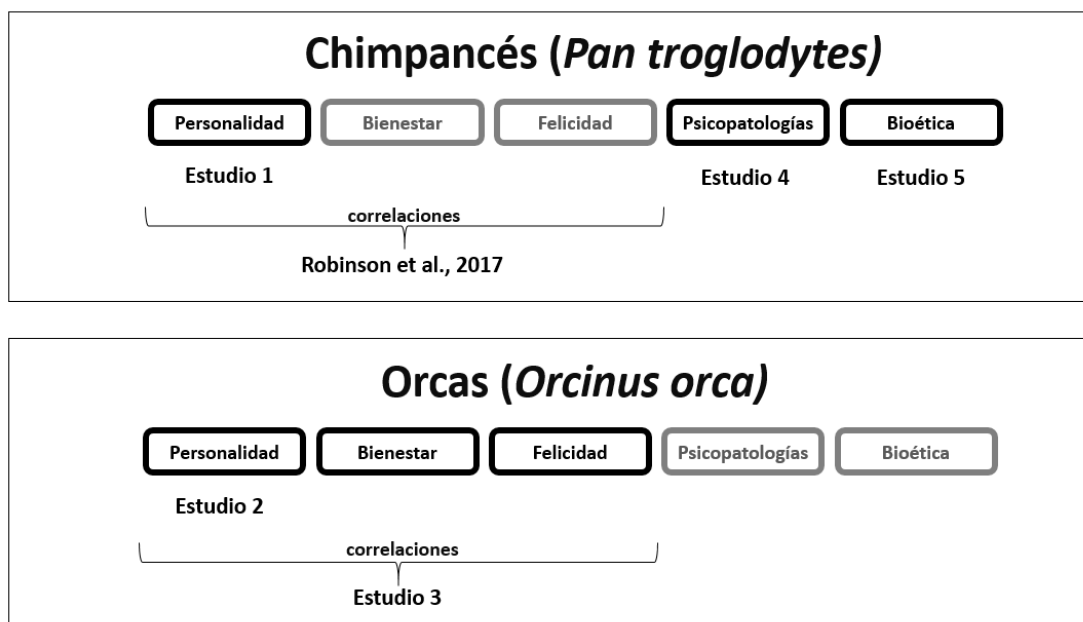 Chimpancés (Pan troglodytes)
Personalidad Bienestar Felicidad Psicopatologías Bioética
Estudio 1 Estudio 4 Estudio 5
correlaciones
Robinson et al., 2017
Orcas (Orcinus orca)
Personalidad Bienestar Felicidad Psicopatologías Bioética
Estudio 2
correlaciones
Estudio 3